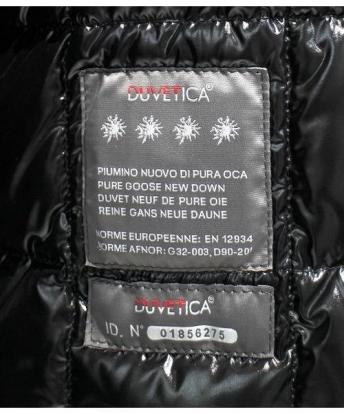 DUVETICA®
PIUMINO NUOVO DI PURA OCA
PURE GOOSE NEW DOWN
DUVET NEUF DE PURE OIE
REINE GANS NEUE DAUNE
NORME EUROPEENNE: EN 12934
NORME AFNOR: G32-003, D90-20
DUVETICA®
ID. N° 01856275